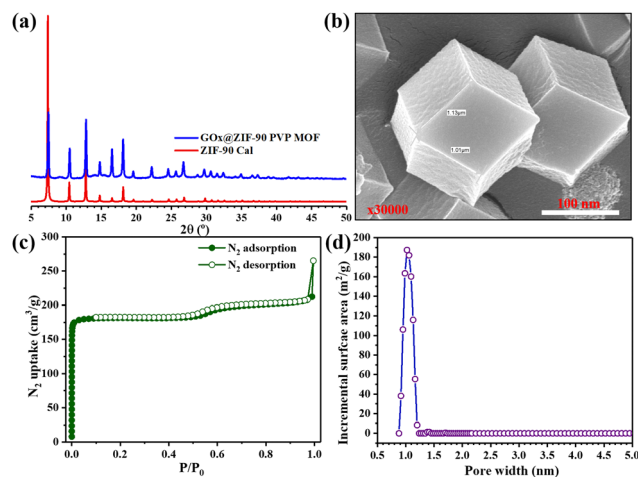 (a)
GOx@ZIF-90 PVP MOF
ZIF-90 Cal
5 10 15 20 25 30 35 40 45 50
2θ (º)
(b)
1.13µm
1.01µm
x30000
100 nm
(c)
N2 adsorption
N2 desorption
N2 uptake (cm3/g)
300
250
200
150
100
50
0
0.0 0.2 0.4 0.6 0.8 1.0
P/P0
(d)
Incremental surfcae area (m2/g)
200
180
160
140
120
100
80
60
40
20
0
0.5 1.0 1.5 2.0 2.5 3.0 3.5 4.0 4.5 5.0
Pore width (nm)